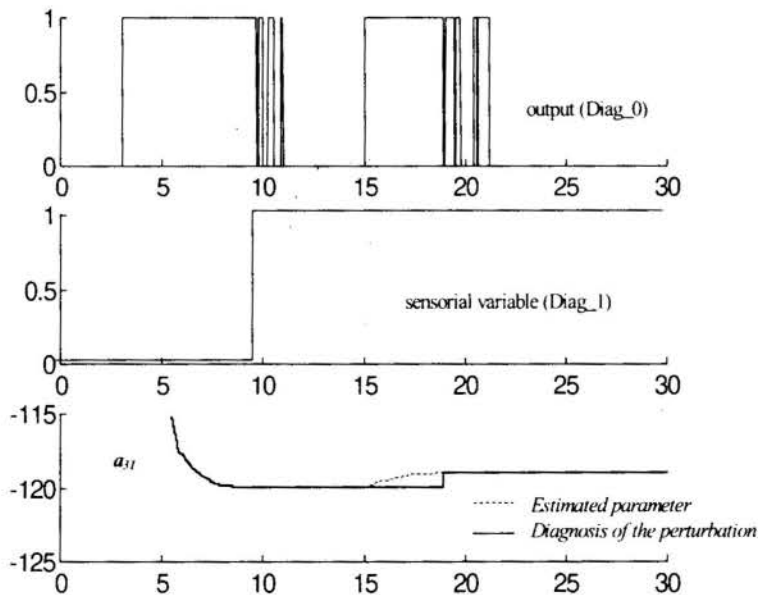 1
0.5
output (Diag_0)
0
0 5 10 15 20 25 30
1
0.5
sensorial variable (Diag_1)
0
0 5 10 15 20 25 30
-115
a31
-120
Estimated parameter
Diagnosis of the perturbation
-125
0 5 10 15 20 25 30